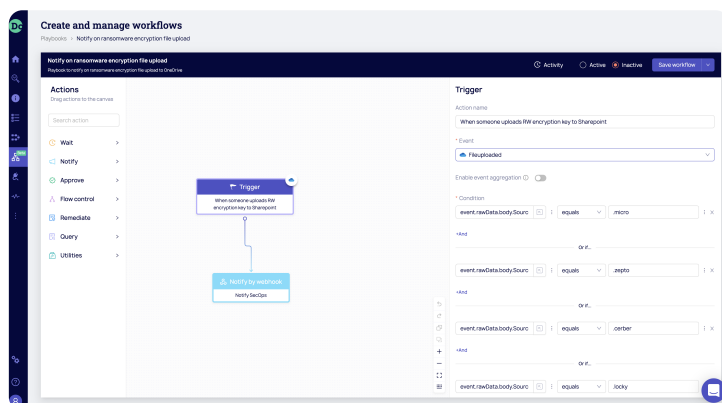 Dc
Create and manage workflows
Playbooks > Notify on ransomware encryption file upload
Notify on ransomware encryption file upload
Playbook to notify on ransomware encryption file upload to OneDrive
Activity
Active
Inactive
Save workflow
Actions
Drag actions to the canvas
Search action
Wait
Notify
Approve
Flow control
Remediate
Query
Utilities
Trigger
When someone uploads RW
encryption key to Sharepoint
Notify by webhook
Notify SecOps
Trigger
Action name
When someone uploads RW encryption key to Sharepoint
* Event
Fileuploaded
Enable event aggregation
* Condition
event.rawData.body.Sourc equals .micro
+And
Or if...
event.rawData.body.Sourc equals .zepto
+And
Or if...
event.rawData.body.Sourc equals .cerber
+And
Or if...
event.rawData.body.Sourc equals .locky